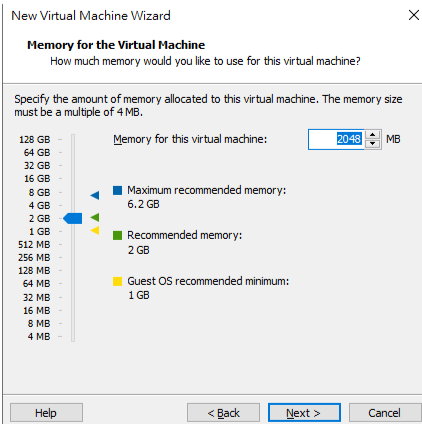 New Virtual Machine Wizard
Memory for the Virtual Machine
How much memory would you like to use for this virtual machine?
Specify the amount of memory allocated to this virtual machine. The memory size
must be a multiple of 4 MB.
Memory for this virtual machine: 2048 MB
128 GB
64 GB
32 GB
16 GB
8 GB
4 GB
2 GB
1 GB
512 MB
256 MB
128 MB
64 MB
32 MB
16 MB
8 MB
4 MB
Maximum recommended memory:
6.2 GB
Recommended memory:
2 GB
Guest OS recommended minimum:
1 GB
Help
< Back
Next >
Cancel